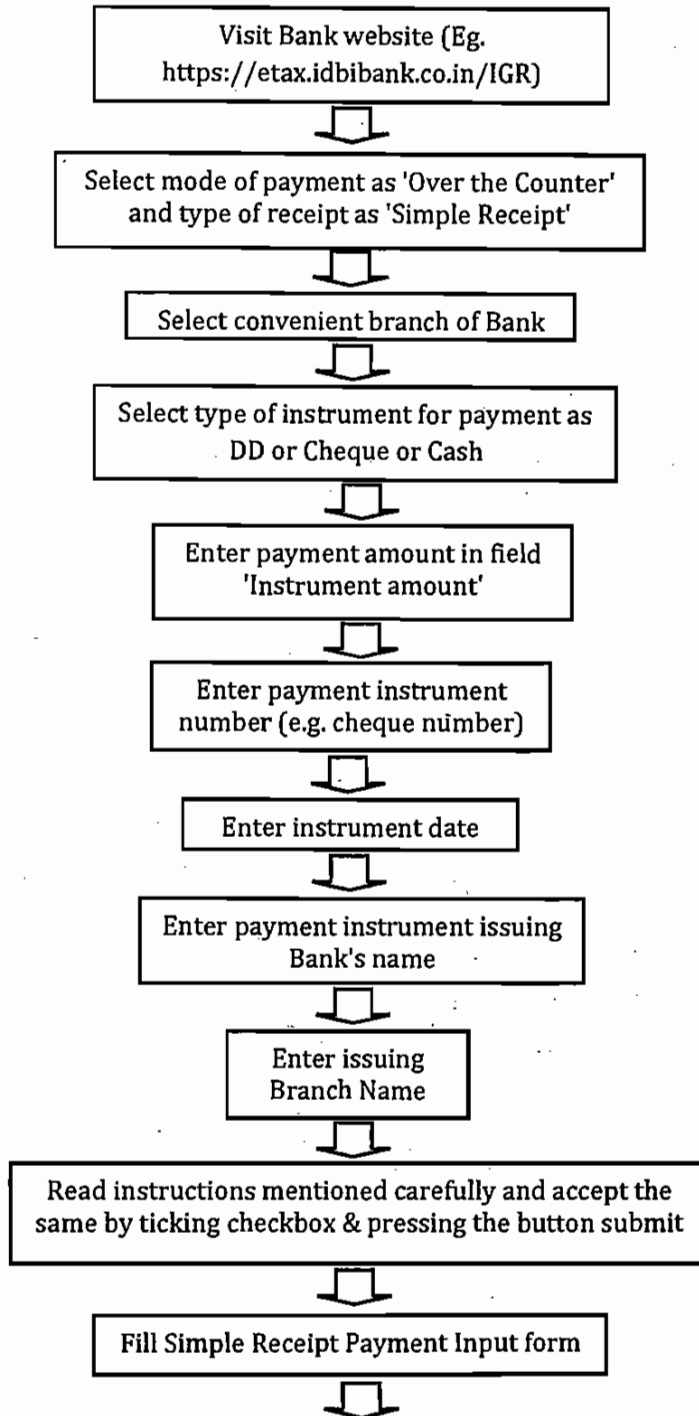 Visit Bank website (Eg.
https://etax.idbibank.co.in/IGR)
Select mode of payment as 'Over the Counter'
and type of receipt as 'Simple Receipt'
Select convenient branch of Bank
Select type of instrument for payment as
DD or Cheque or Cash
Enter payment amount in field
'Instrument amount'
Enter payment instrument
number (e.g. cheque number)
Enter instrument date
Enter payment instrument issuing
Bank's name
Enter issuing
Branch Name
Read instructions mentioned carefully and accept the
same by ticking checkbox & pressing the button submit
Fill Simple Receipt Payment Input form